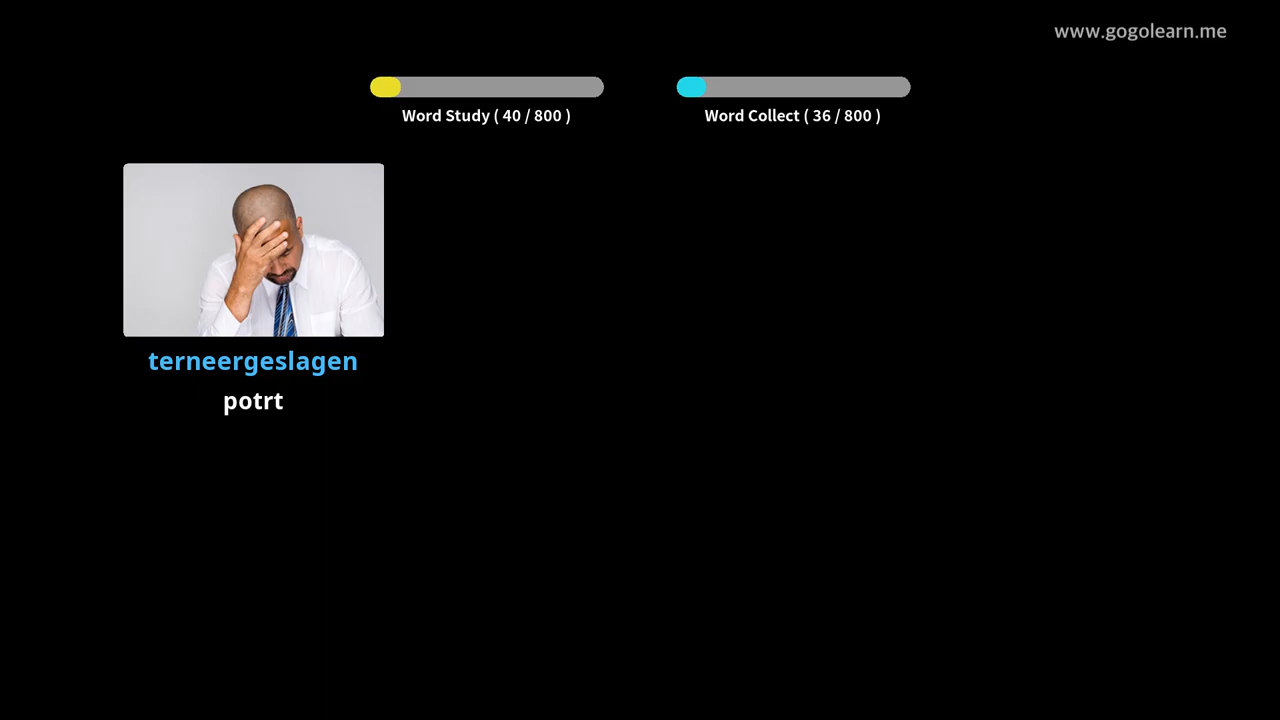 www.gogolearn.me
Word Study ( 40 / 800 )
Word Collect ( 36 / 800 )
terneergeslagen
potrt